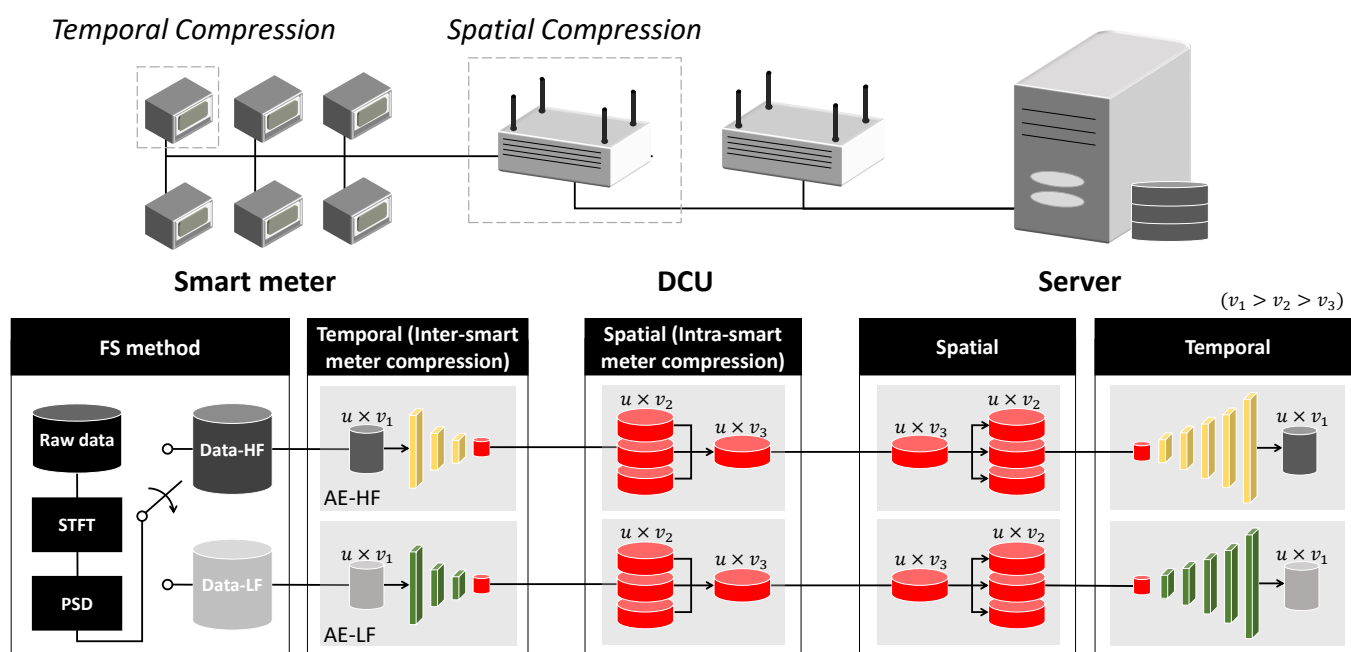 Temporal Compression
Spatial Compression
Smart meter
DCU
Server
(v₁ > v₂ > v₃)
FS method
Temporal (Inter-smart
meter compression)
Spatial (Intra-smart
meter compression)
Spatial
Temporal
Raw data
STFT
PSD
Data-HF
Data-LF
u × v₁
AE-HF
u × v₁
AE-LF
u × v₂
u × v₃
u × v₂
u × v₃
u × v₂
u × v₃
u × v₂
u × v₃
u × v₁
u × v₁